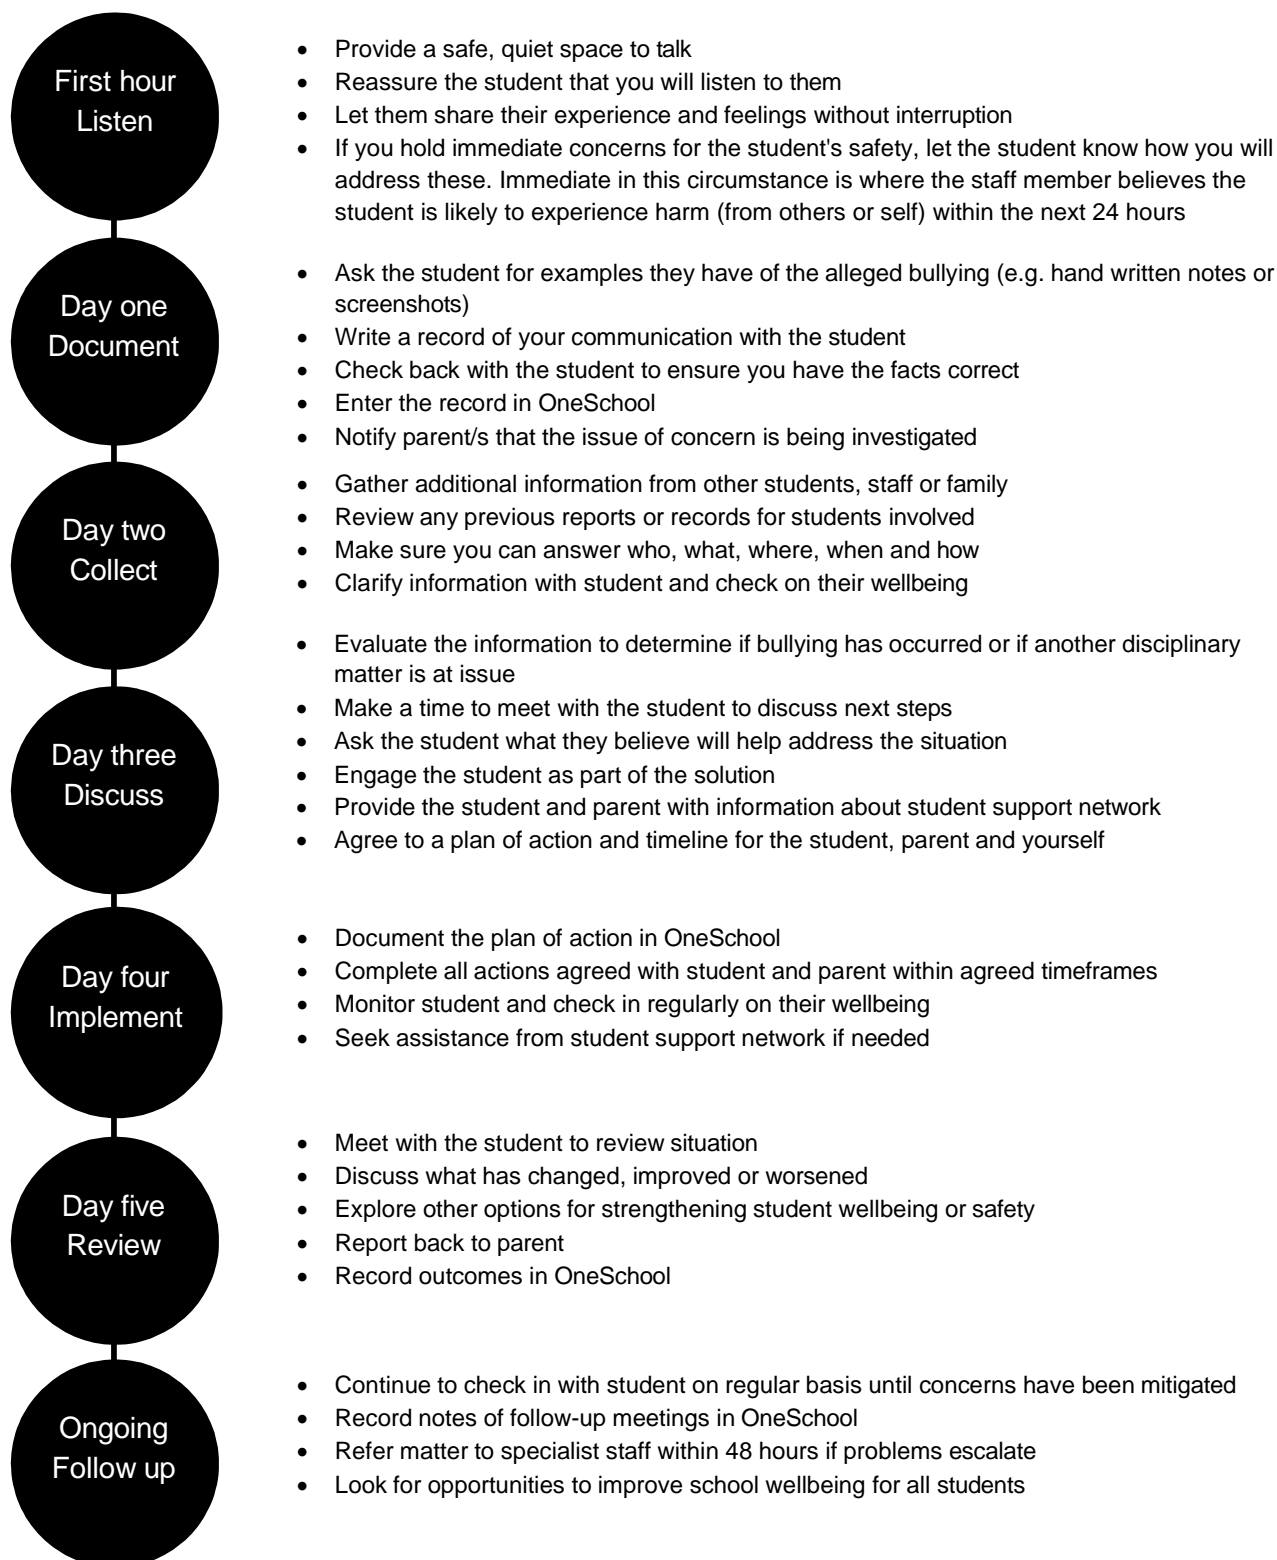 First hour
Listen
• Provide a safe, quiet space to talk
• Reassure the student that you will listen to them
• Let them share their experience and feelings without interruption
• If you hold immediate concerns for the student's safety, let the student know how you will
address these. Immediate in this circumstance is where the staff member believes the
student is likely to experience harm (from others or self) within the next 24 hours
Day one
Document
• Ask the student for examples they have of the alleged bullying (e.g. hand written notes or
screenshots)
• Write a record of your communication with the student
• Check back with the student to ensure you have the facts correct
• Enter the record in OneSchool
• Notify parent/s that the issue of concern is being investigated
Day two
Collect
• Gather additional information from other students, staff or family
• Review any previous reports or records for students involved
• Make sure you can answer who, what, where, when and how
• Clarify information with student and check on their wellbeing
Day three
Discuss
• Evaluate the information to determine if bullying has occurred or if another disciplinary
matter is at issue
• Make a time to meet with the student to discuss next steps
• Ask the student what they believe will help address the situation
• Engage the student as part of the solution
• Provide the student and parent with information about student support network
• Agree to a plan of action and timeline for the student, parent and yourself
Day four
Implement
• Document the plan of action in OneSchool
• Complete all actions agreed with student and parent within agreed timeframes
• Monitor student and check in regularly on their wellbeing
• Seek assistance from student support network if needed
Day five
Review
• Meet with the student to review situation
• Discuss what has changed, improved or worsened
• Explore other options for strengthening student wellbeing or safety
• Report back to parent
• Record outcomes in OneSchool
Ongoing
Follow up
• Continue to check in with student on regular basis until concerns have been mitigated
• Record notes of follow-up meetings in OneSchool
• Refer matter to specialist staff within 48 hours if problems escalate
• Look for opportunities to improve school wellbeing for all students